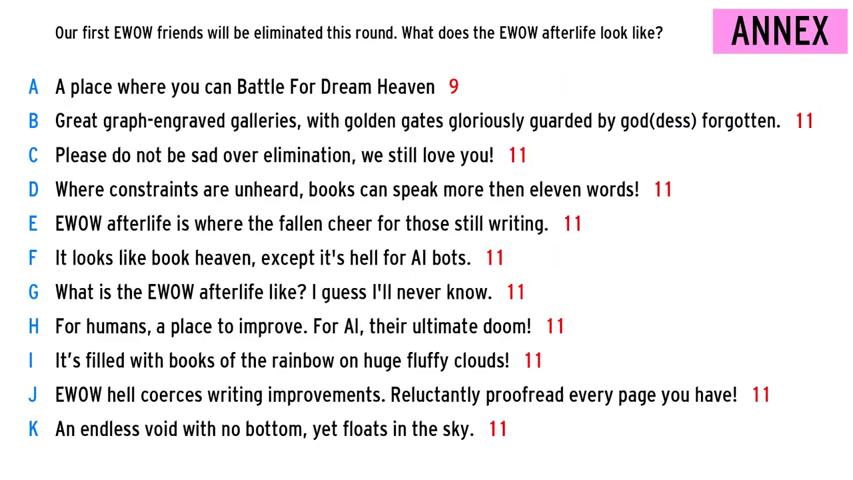 Our first EWOW friends will be eliminated this round. What does the EWOW afterlife look like?
ANNEX
A A place where you can Battle For Dream Heaven 9
B Great graph-engraved galleries, with golden gates gloriously guarded by god(dess) forgotten. 11
C Please do not be sad over elimination, we still love you! 11
D Where constraints are unheard, books can speak more then eleven words! 11
E EWOW afterlife is where the fallen cheer for those still writing. 11
F It looks like book heaven, except it's hell for AI bots. 11
G What is the EWOW afterlife like? I guess I'll never know. 11
H For humans, a place to improve. For AI, their ultimate doom! 11
I It’s filled with books of the rainbow on huge fluffy clouds! 11
J EWOW hell coerces writing improvements. Reluctantly proofread every page you have! 11
K An endless void with no bottom, yet floats in the sky. 11